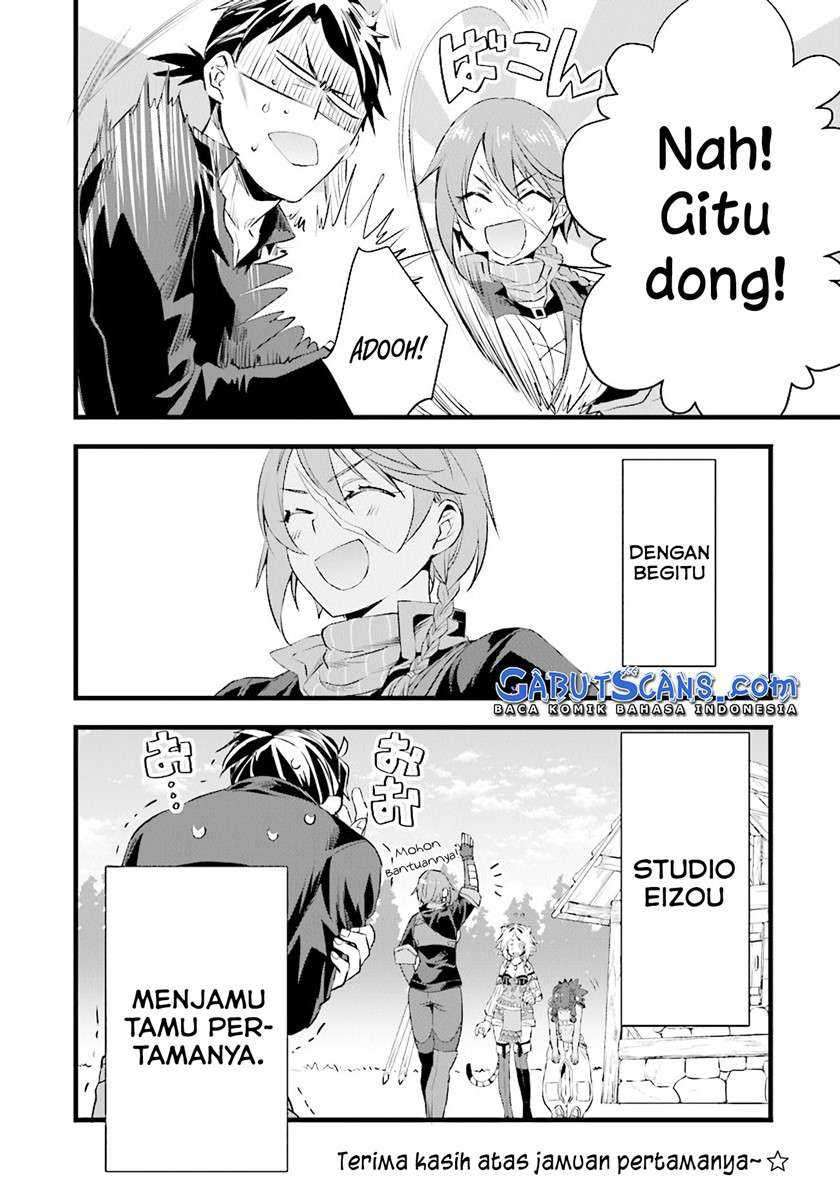 Nah!
Gitu
dong!
ばこん
ADOOH!
DENGAN
BEGITU
GABUTSCANS.com
BACA KOMIK BAHASA INDONESIA
STUDIO
EIZOU
おお
お…
Mohon
Bantuannya!
MENJAMU
TAMU PER-
TAMANYA.
Terima kasih atas jamuan pertamanya~☆